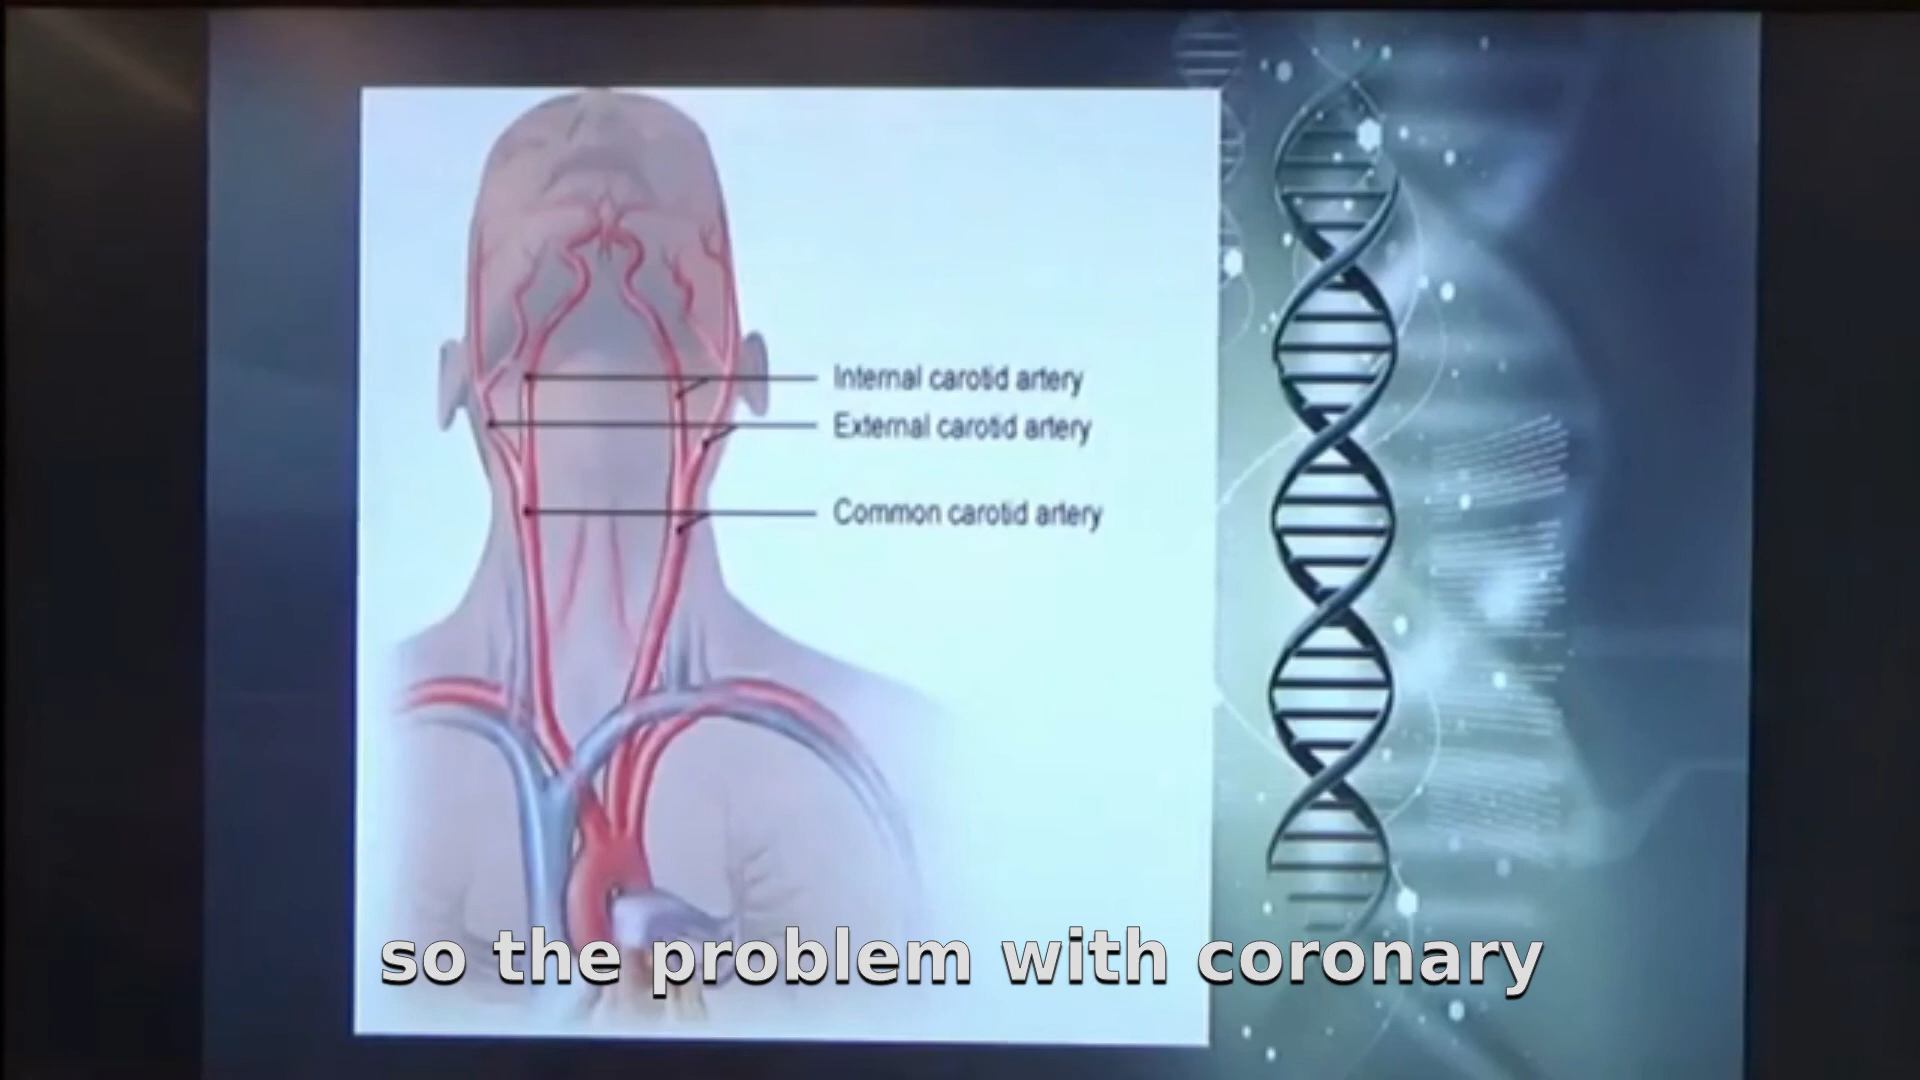 Internal carotid artery
External carotid artery
Common carotid artery
so the problem with coronary